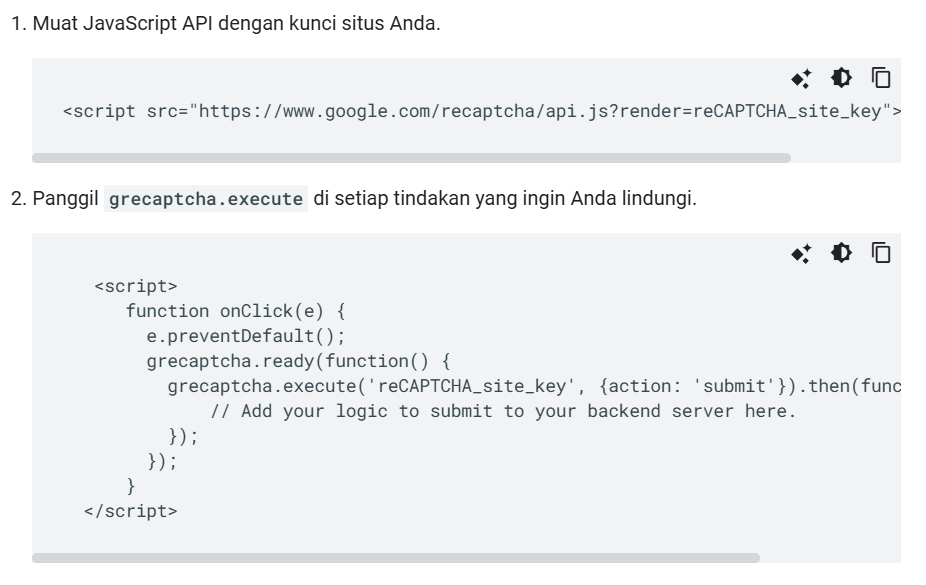 1. Muat JavaScript API dengan kunci situs Anda.
<script src="https://www.google.com/recaptcha/api.js?render=reCAPTCHA_site_key">
2. Panggil grecaptcha.execute di setiap tindakan yang ingin Anda lindungi.
<script>
function onClick(e) {
e.preventDefault();
grecaptcha.ready(function() {
grecaptcha.execute('reCAPTCHA_site_key', {action: 'submit'}).then(func
// Add your logic to submit to your backend server here.
});
});
}
</script>